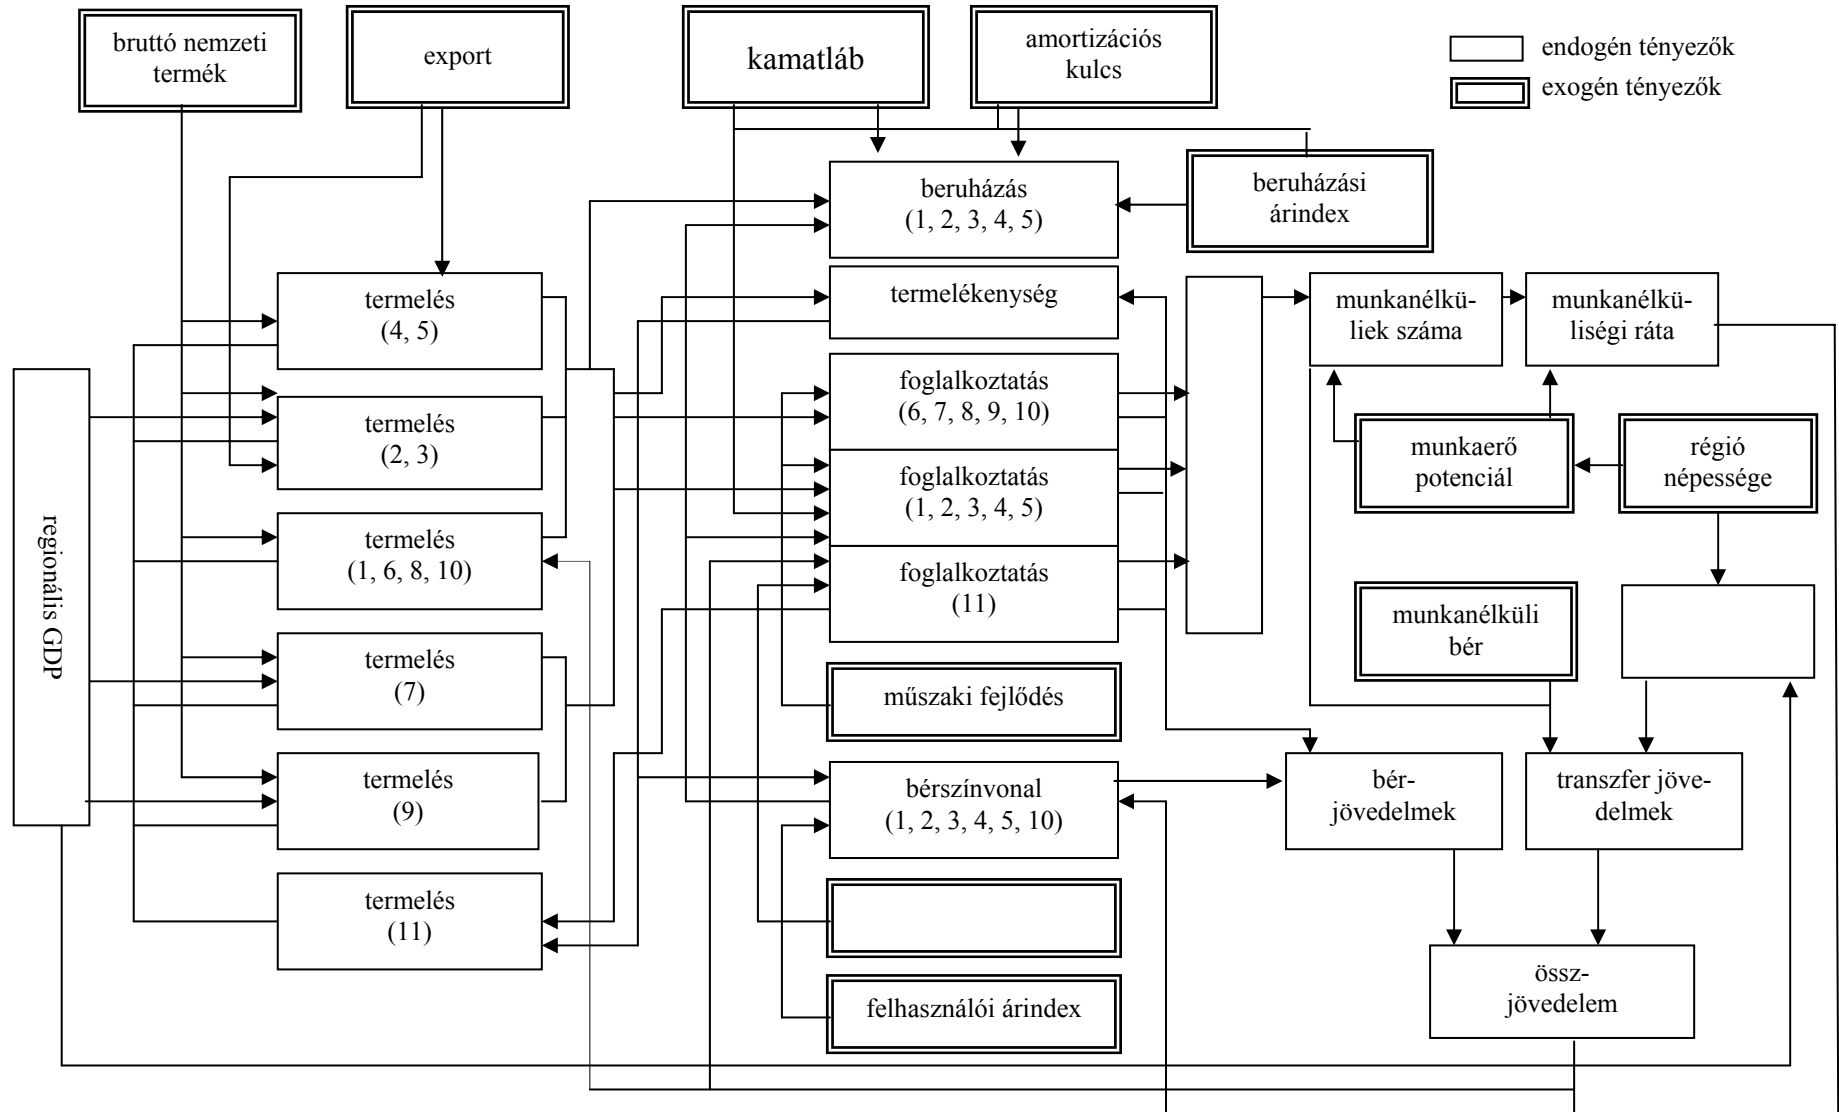 bruttó nemzeti
termék
export
kamatláb
amortizációs
kulcs
endogén tényezők
exogén tényezők
beruházás
(1, 2, 3, 4, 5)
beruházási
árindex
termelés
(4, 5)
termelékenység
munkanélkü-
liek száma
munkanélkü-
liségi ráta
termelés
(2, 3)
foglalkoztatás
(6, 7, 8, 9, 10)
munkaerő
potenciál
régió
népessége
foglalkoztatás
(1, 2, 3, 4, 5)
regionális GDP
termelés
(1, 6, 8, 10)
foglalkoztatás
(11)
munkanélküli
bér
termelés
(7)
műszaki fejlődés
termelés
(9)
bérszínvonal
(1, 2, 3, 4, 5, 10)
bér-
jövedelmek
transzfer jöve-
delmek
termelés
(11)
össz-
jövedelem
felhasználói árindex